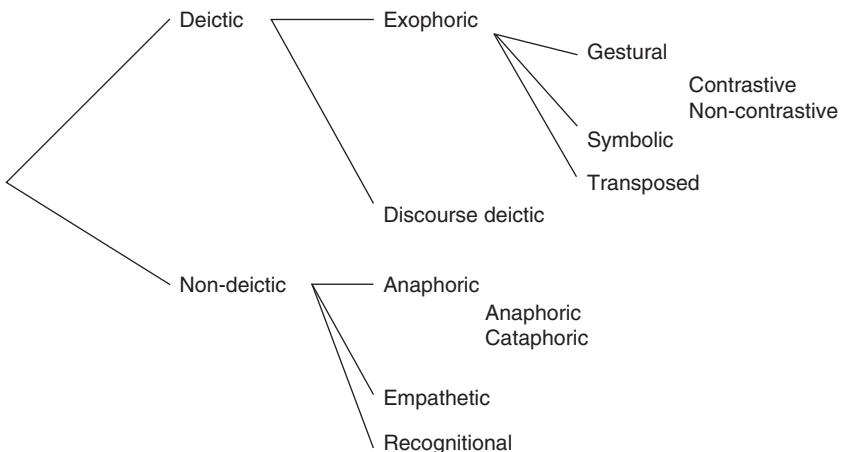 Deictic
Exophoric
Gestural
Contrastive
Non-contrastive
Symbolic
Transposed
Discourse deictic
Non-deictic
Anaphoric
Anaphoric
Cataphoric
Empathetic
Recognitional